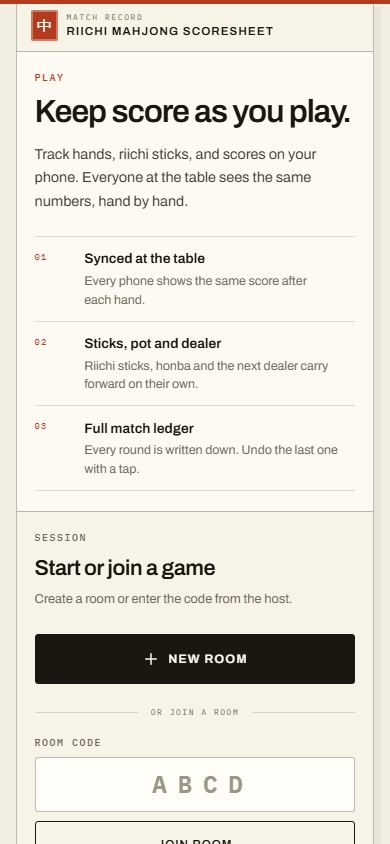 中
MATCH RECORD
RIICHI MAHJONG SCORESHEET
PLAY
Keep score as you play.
Track hands, riichi sticks, and scores on your
phone. Everyone at the table sees the same
numbers, hand by hand.
01
Synced at the table
Every phone shows the same score after
each hand.
02
Sticks, pot and dealer
Riichi sticks, honba and the next dealer carry
forward on their own.
03
Full match ledger
Every round is written down. Undo the last one
with a tap.
SESSION
Start or join a game
Create a room or enter the code from the host.
+ NEW ROOM
OR JOIN A ROOM
ROOM CODE
ABCD
JOIN ROOM